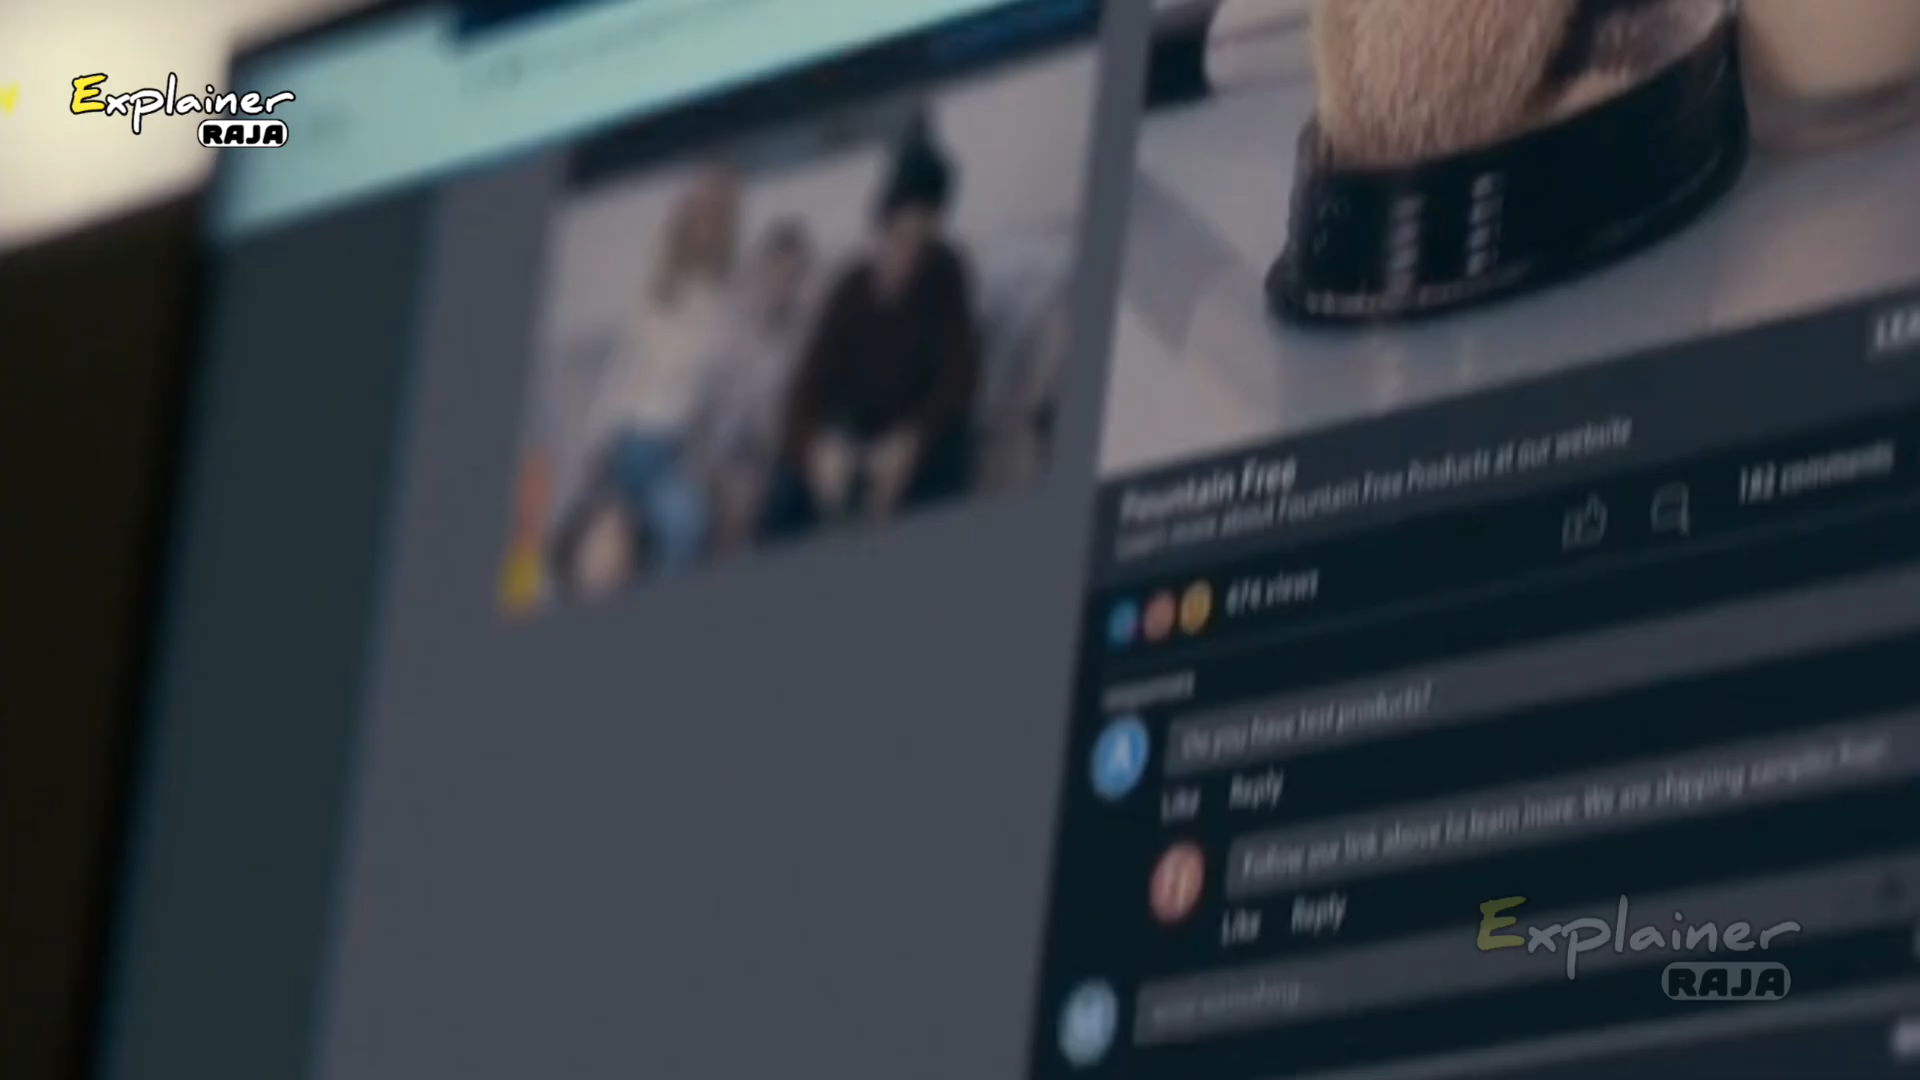 Explainer
RAJA
LEA
Fountain Free
Learn more about Fountain Free Products at our website
182 comments
674 views
Do you have test products?
Like Reply
Follow our link above to learn more. We are shipping samples
Like Reply
Explainer
RAJA